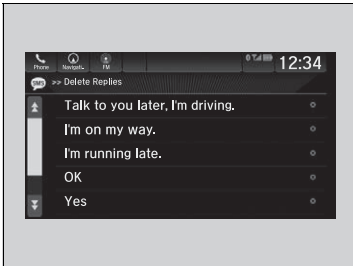 Phone Navigati.. FM 12:34
SMS >> Delete Replies
Talk to you later, I'm driving.
I'm on my way.
I'm running late.
OK
Yes